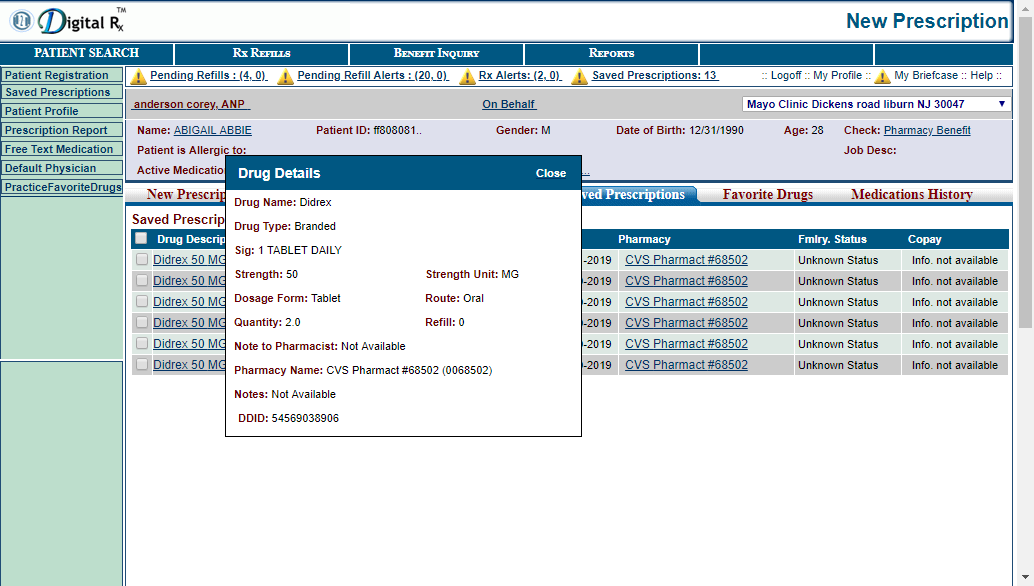 Digital Rx TM
New Prescription
PATIENT SEARCH RX REFILLS BENEFIT INQUIRY REPORTS
Patient Registration
Saved Prescriptions
Patient Profile
Prescription Report
Free Text Medication
Default Physician
PracticeFavoriteDrugs
Pending Refills : (4, 0) Pending Refill Alerts : (20, 0) Rx Alerts: (2, 0) Saved Prescriptions: 13 :: Logoff :: My Profile :: My Briefcase :: Help ::
anderson corey, ANP On Behalf Mayo Clinic Dickens road liburn NJ 30047
Name: ABIGAIL ABBIE Patient ID: ff808081.. Gender: M Date of Birth: 12/31/1990 Age: 28 Check: Pharmacy Benefit
Patient is Allergic to: Job Desc:
Active Medicatio ...
New Prescrip ved Prescriptions Favorite Drugs Medications History
Saved Prescrip
Drug Descrip Pharmacy Fmlry. Status Copay
Didrex 50 MG -2019 CVS Pharmact #68502 Unknown Status Info. not available
Didrex 50 MG -2019 CVS Pharmact #68502 Unknown Status Info. not available
Didrex 50 MG -2019 CVS Pharmact #68502 Unknown Status Info. not available
Didrex 50 MG -2019 CVS Pharmact #68502 Unknown Status Info. not available
Didrex 50 MG -2019 CVS Pharmact #68502 Unknown Status Info. not available
Didrex 50 MG -2019 CVS Pharmact #68502 Unknown Status Info. not available
Drug Details Close
Drug Name: Didrex
Drug Type: Branded
Sig: 1 TABLET DAILY
Strength: 50 Strength Unit: MG
Dosage Form: Tablet Route: Oral
Quantity: 2.0 Refill: 0
Note to Pharmacist: Not Available
Pharmacy Name: CVS Pharmact #68502 (0068502)
Notes: Not Available
DDID: 54569038906